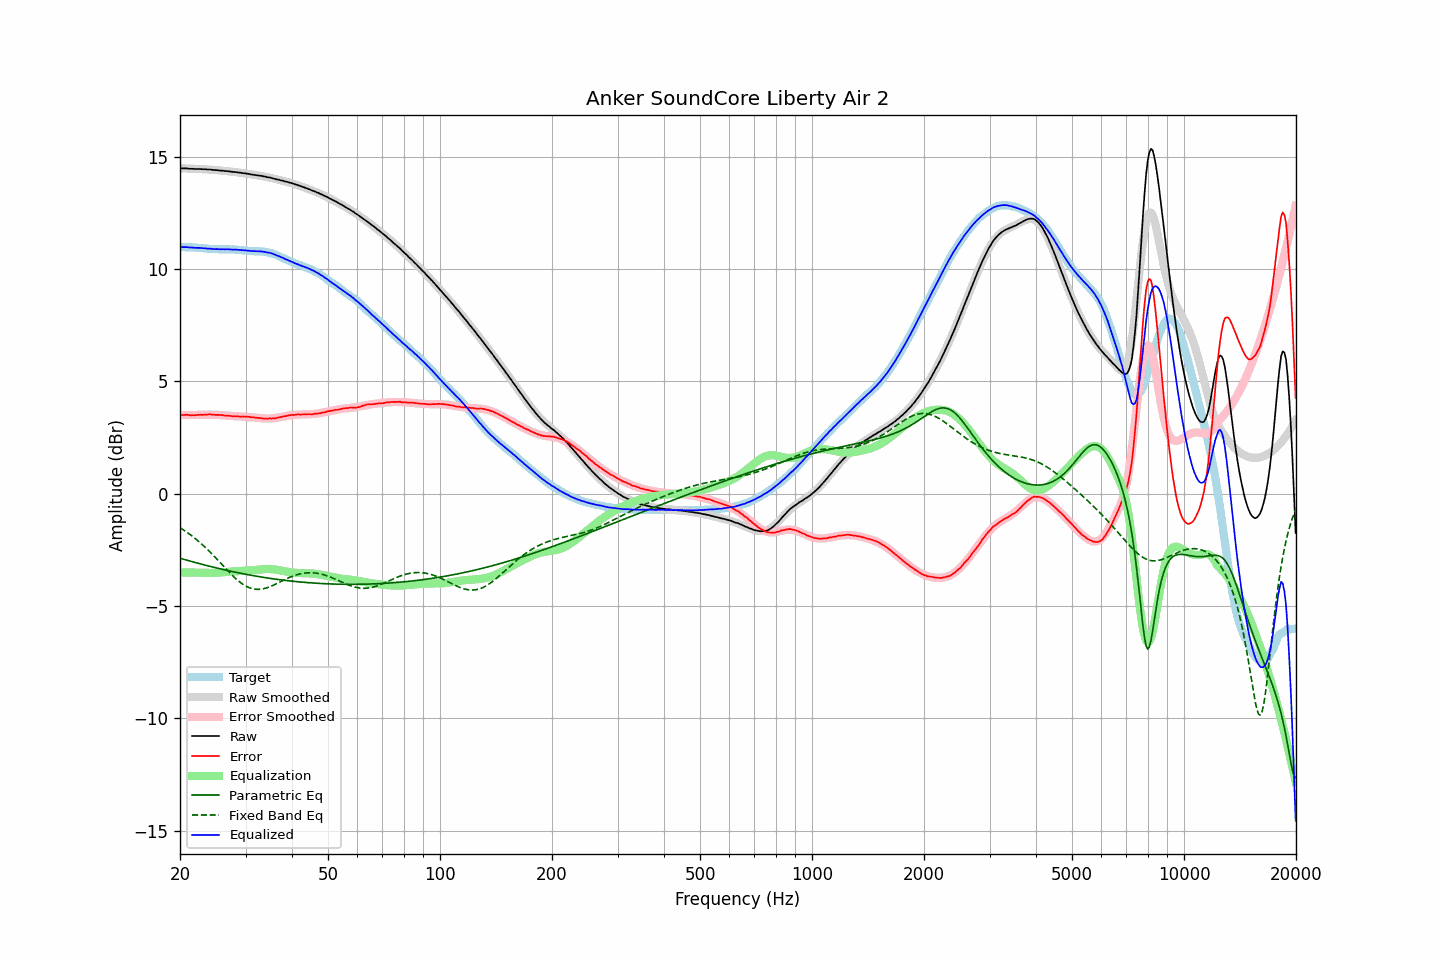 Anker SoundCore Liberty Air 2
15
10
5
0
−5
−10
−15
Amplitude (dBr)
Target
Raw Smoothed
Error Smoothed
Raw
Error
Equalization
Parametric Eq
Fixed Band Eq
Equalized
20 50 100 200 500 1000 2000 5000 10000 20000
Frequency (Hz)